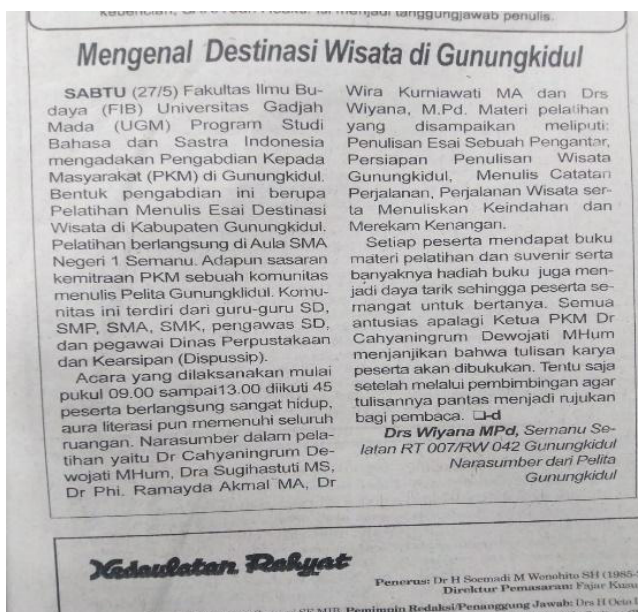 menjadi tanggungjawab penulis.
Mengenal Destinasi Wisata di Gunungkidul
SABTU (27/5) Fakultas Ilmu Bu-
daya (FIB) Universitas Gadjah
Mada (UGM) Program Studi
Bahasa dan Sastra Indonesia
mengadakan Pengabdian Kepada
Masyarakat (PKM) di Gunungkidul.
Bentuk pengabdian ini berupa
Pelatihan Menulis Esai Destinasi
Wisata di Kabupaten Gunungkidul.
Pelatihan berlangsung di Aula SMA
Negeri 1 Semanu. Adapun sasaran
kemitraan PKM sebuah komunitas
menulis Pelita Gunungklidul. Komu-
nitas ini terdiri dari guru-guru SD,
SMP, SMA, SMK, pengawas SD,
dan pegawai Dinas Perpustakaan
dan Kearsipan (Dispussip).
Acara yang dilaksanakan mulai
pukul 09.00 sampai13.00 diikuti 45
peserta berlangsung sangat hidup,
aura literasi pun memenuhi seluruh
ruangan. Narasumber dalam pela-
tihan yaitu Dr Cahyaningrum De-
wojati MHum, Dra Sugihastuti MS,
Dr Phi. Ramayda Akmal MA, Dr
Wira Kurniawati MA dan Drs
Wiyana, M.Pd. Materi pelatihan
yang disampaikan meliputi:
Penulisan Esai Sebuah Pengantar,
Persiapan Penulisan Wisata
Gunungkidul, Menulis Catatan
Perjalanan, Perjalanan Wisata ser-
ta Menuliskan Keindahan dan
Merekam Kenangan.
Setiap peserta mendapat buku
materi pelatihan dan suvenir serta
banyaknya hadiah buku juga men-
jadi daya tarik sehingga peserta se-
mangat untuk bertanya. Semua
antusias apalagi Ketua PKM Dr
Cahyaningrum Dewojati MHum
menjanjikan bahwa tulisan karya
peserta akan dibukukan. Tentu saja
setelah melalui pembimbingan agar
tulisannya pantas menjadi rujukan
bagi pembaca. ❑-d
Drs Wiyana MPd, Semanu Se-
latan RT 007/RW 042 Gunungkidul
Narasumber dari Pelita
Gunungkidul
Kedaulatan Rakyat
Penerus: Dr H Soemadi M Wonohito SH (1985-
Direktur Pemasaran: Fajar Kusu
Pemimpin Redaksi/Penanggung Jawab: Drs H Octo